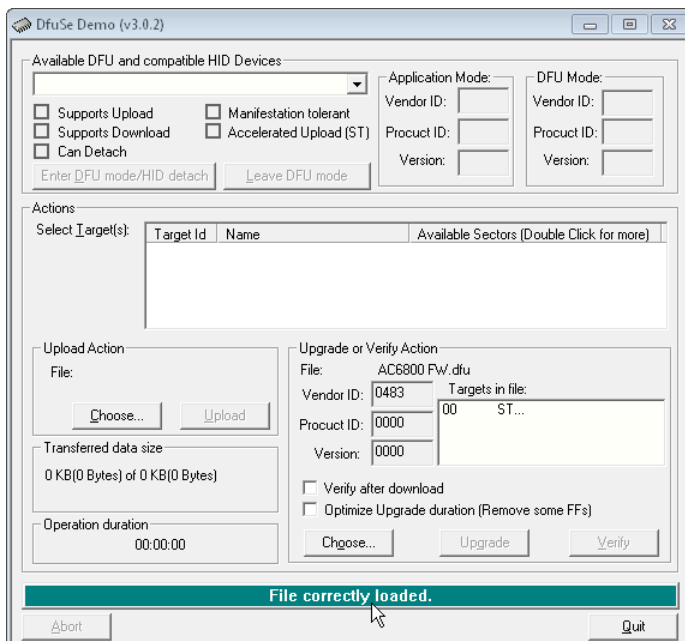 DfuSe Demo (v3.0.2)
Available DFU and compatible HID Devices
Supports Upload
Manifestation tolerant
Supports Download
Accelerated Upload (ST)
Can Detach
Enter DFU mode/HID detach
Leave DFU mode
Application Mode:
Vendor ID:
Procuct ID:
Version:
DFU Mode:
Vendor ID:
Procuct ID:
Version:
Actions
Select Target(s):
Target Id Name Available Sectors (Double Click for more)
Upload Action
File:
Choose... Upload
Transferred data size
0 KB(0 Bytes) of 0 KB(0 Bytes)
Operation duration
00:00:00
Upgrade or Verify Action
File: AC6800 FW.dfu
Vendor ID: 0483
Procuct ID: 0000
Version: 0000
Targets in file:
00 ST...
Verify after download
Optimize Upgrade duration (Remove some FFs)
Choose... Upgrade Verify
File correctly loaded.
Abort Quit